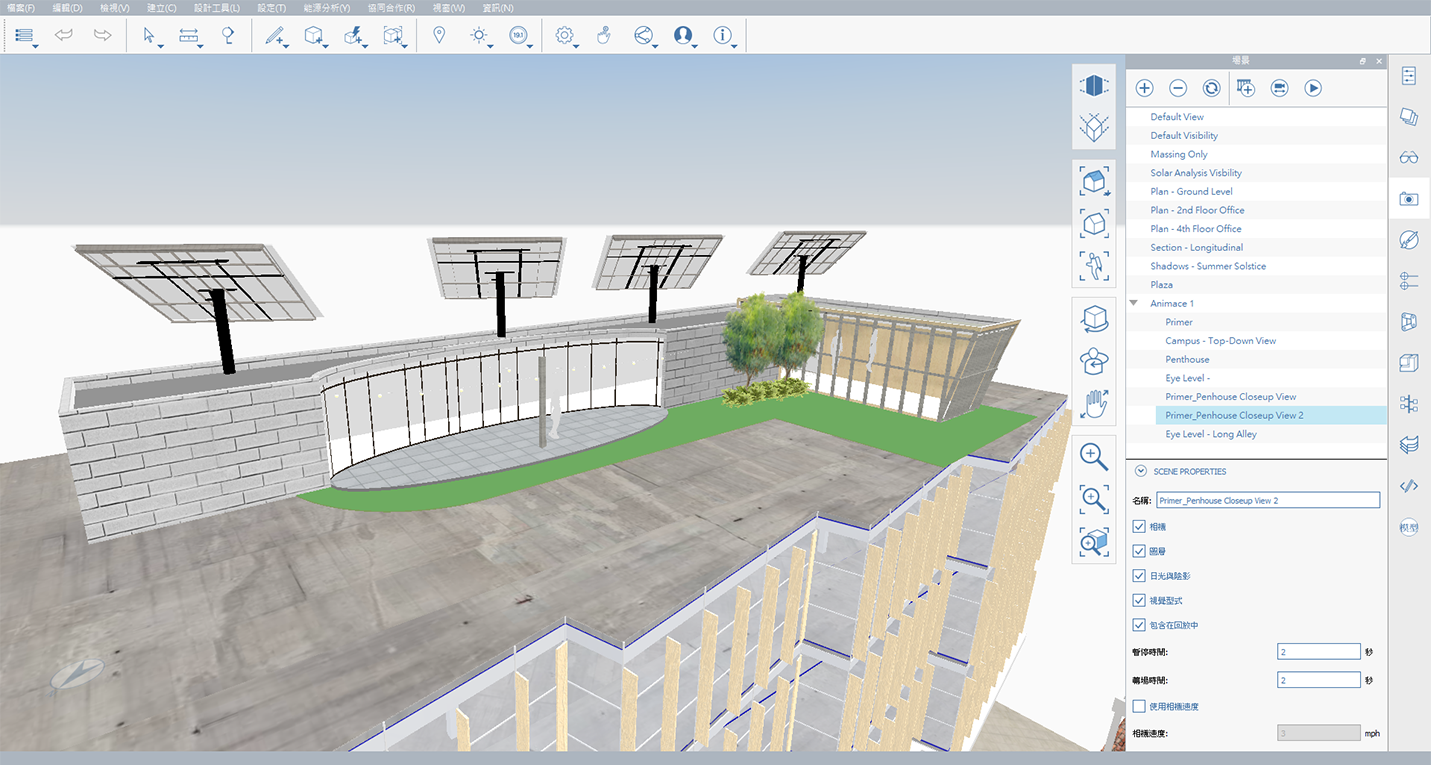 檔案(F) 編輯(D) 檢視(V) 建立(C) 設計工具(L) 設定(T) 能源分析(Y) 協同合作(R) 視窗(W) 資訊(N)
191
場景
Default View
Default Visibility
Massing Only
Solar Analysis Visbility
Plan - Ground Level
Plan - 2nd Floor Office
Plan - 4th Floor Office
Section - Longitudinal
Shadows - Summer Solstice
Plaza
Animace 1
Primer
Campus - Top-Down View
Penthouse
Eye Level -
Primer_Penhouse Closeup View
Primer_Penhouse Closeup View 2
Eye Level - Long Alley
SCENE PROPERTIES
名稱: Primer_Penhouse Closeup View 2
相機
圖層
日光與陰影
視覺型式
包含在回放中
暫停時間: 2 秒
轉場時間: 2 秒
使用相機速度
相機速度: 3 mph
模型